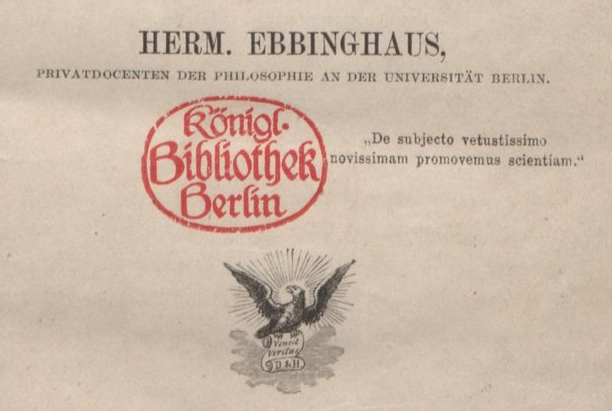 HERM. EBBINGHAUS,
PRIVATDOCENTEN DER PHILOSOPHIE AN DER UNIVERSITÄT BERLIN.
Königl.
Bibliothek
Berlin
„De subjecto vetustissimo
novissimam promovemus scientiam.“
Vincit
Veritas
D & H